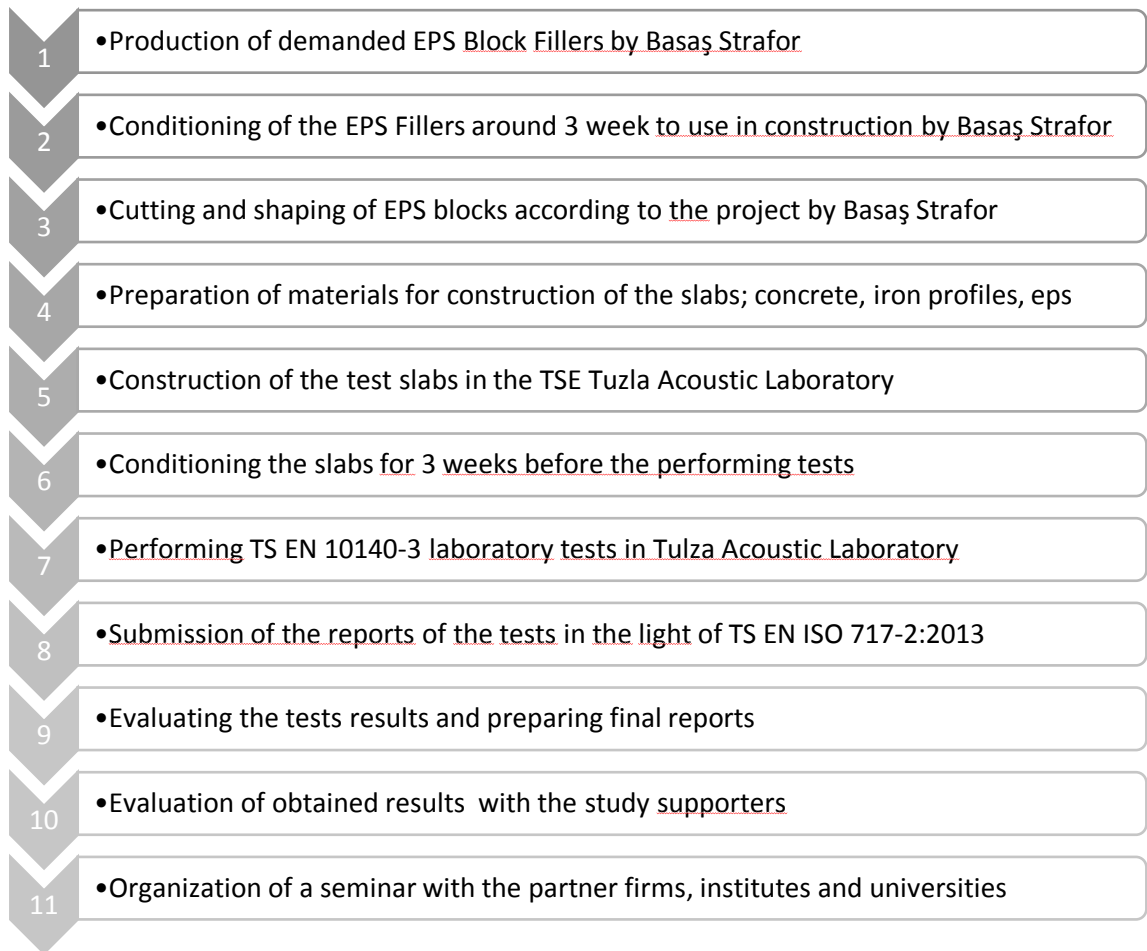 1
•Production of demanded EPS Block Fillers by Basaş Strafor
2
•Conditioning of the EPS Fillers around 3 week to use in construction by Basaş Strafor
3
•Cutting and shaping of EPS blocks according to the project by Basaş Strafor
4
•Preparation of materials for construction of the slabs; concrete, iron profiles, eps
5
•Construction of the test slabs in the TSE Tuzla Acoustic Laboratory
6
•Conditioning the slabs for 3 weeks before the performing tests
7
•Performing TS EN 10140-3 laboratory tests in Tulza Acoustic Laboratory
8
•Submission of the reports of the tests in the light of TS EN ISO 717-2:2013
9
•Evaluating the tests results and preparing final reports
10
•Evaluation of obtained results  with the study supporters
11
•Organization of a seminar with the partner firms, institutes and universities